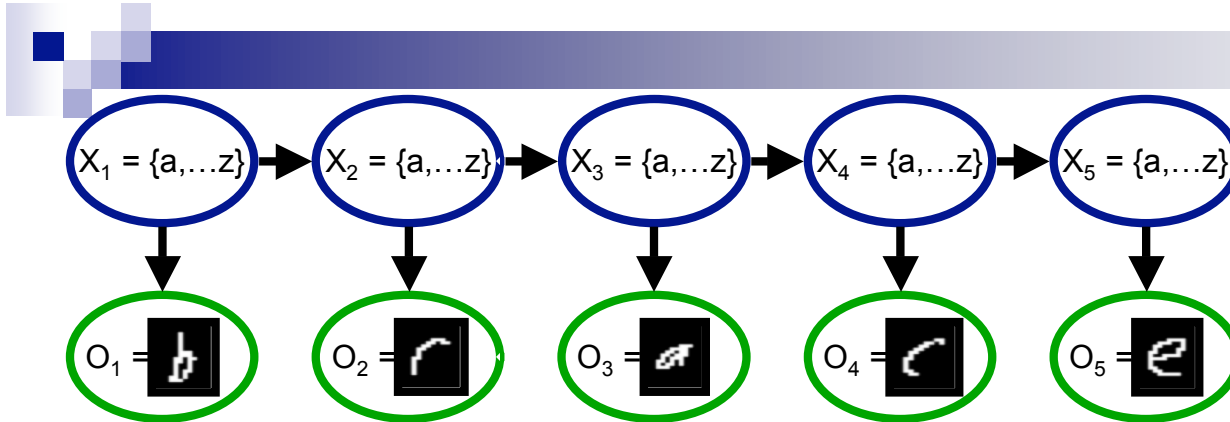 X₁ = {a,…z} X₂ = {a,…z} X₃ = {a,…z} X₄ = {a,…z} X₅ = {a,…z}
O₁ = b O₂ = r O₃ = a O₄ = c O₅ = e